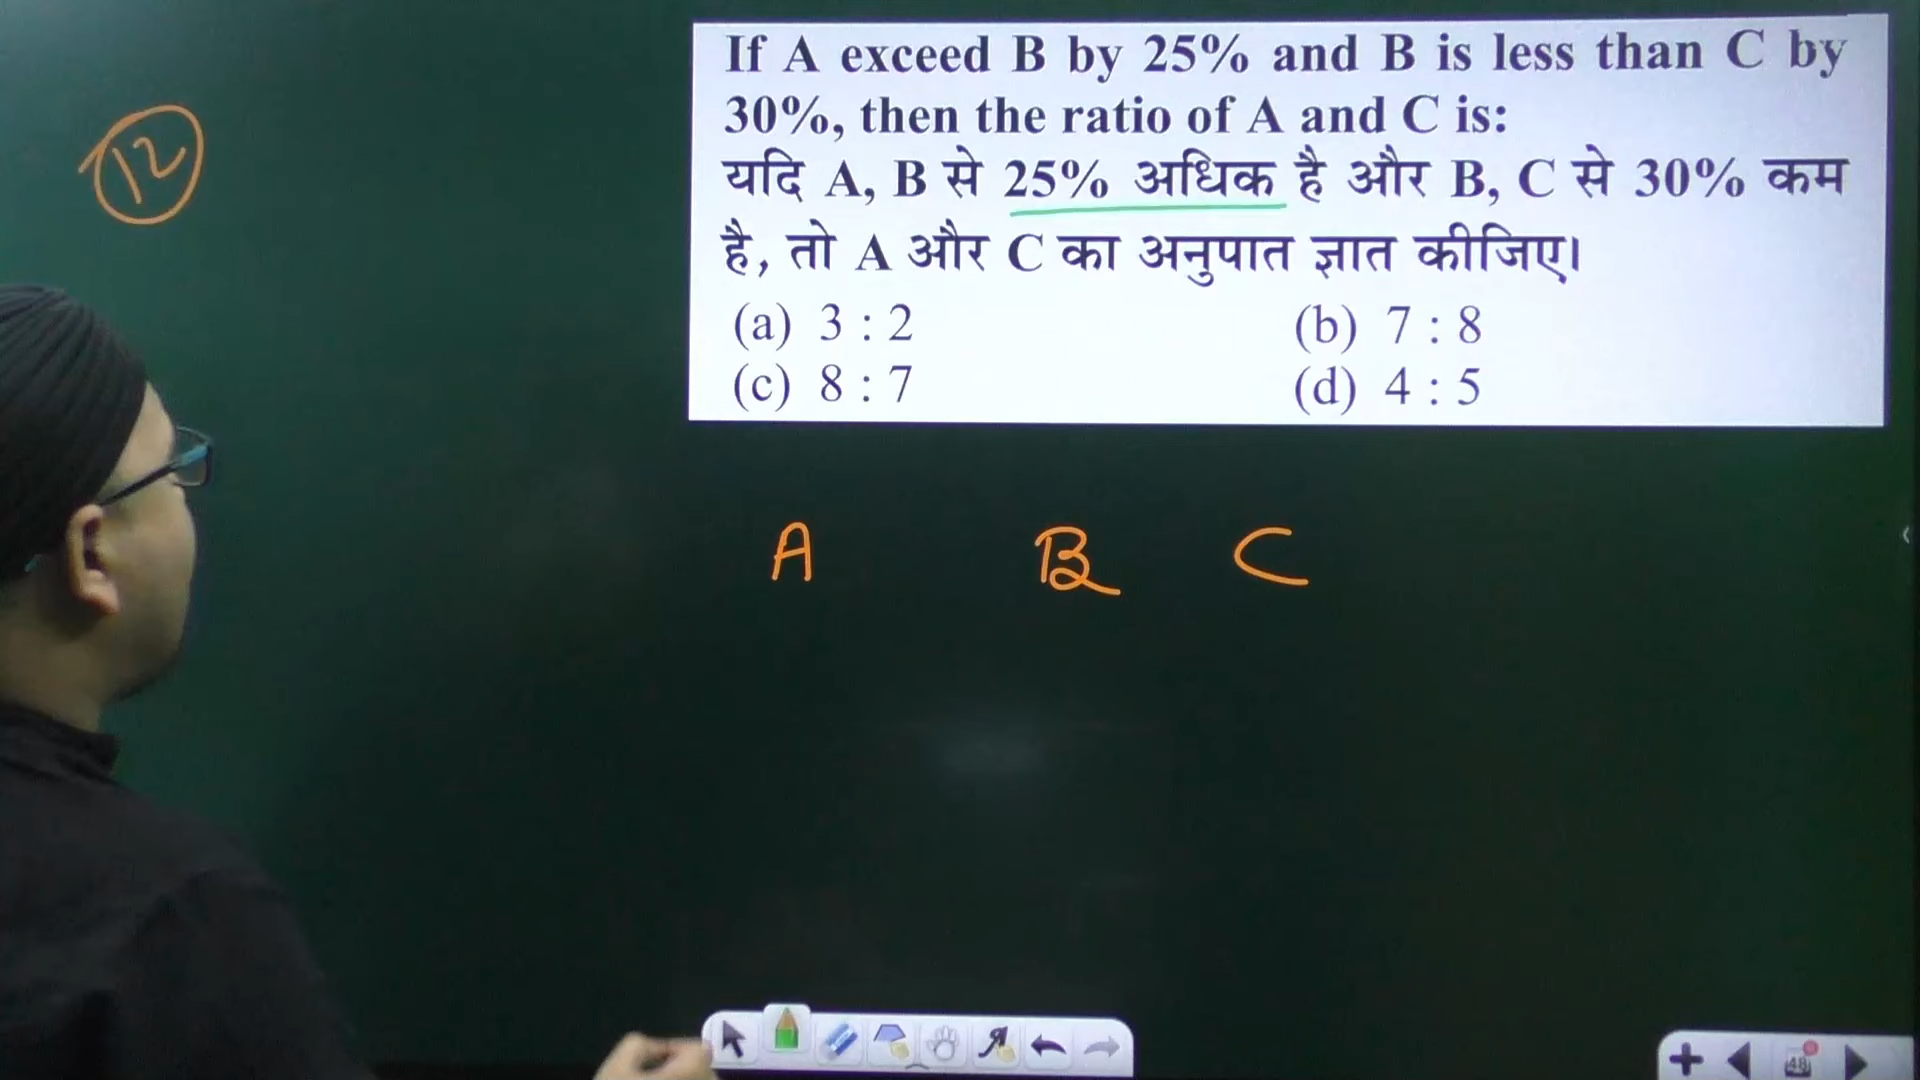 12
If A exceed B by 25% and B is less than C by
30%, then the ratio of A and C is:
यदि A, B से 25% अधिक है और B, C से 30% कम
है, तो A और C का अनुपात ज्ञात कीजिए।
(a) 3 : 2 (b) 7 : 8
(c) 8 : 7 (d) 4 : 5
A B C
48